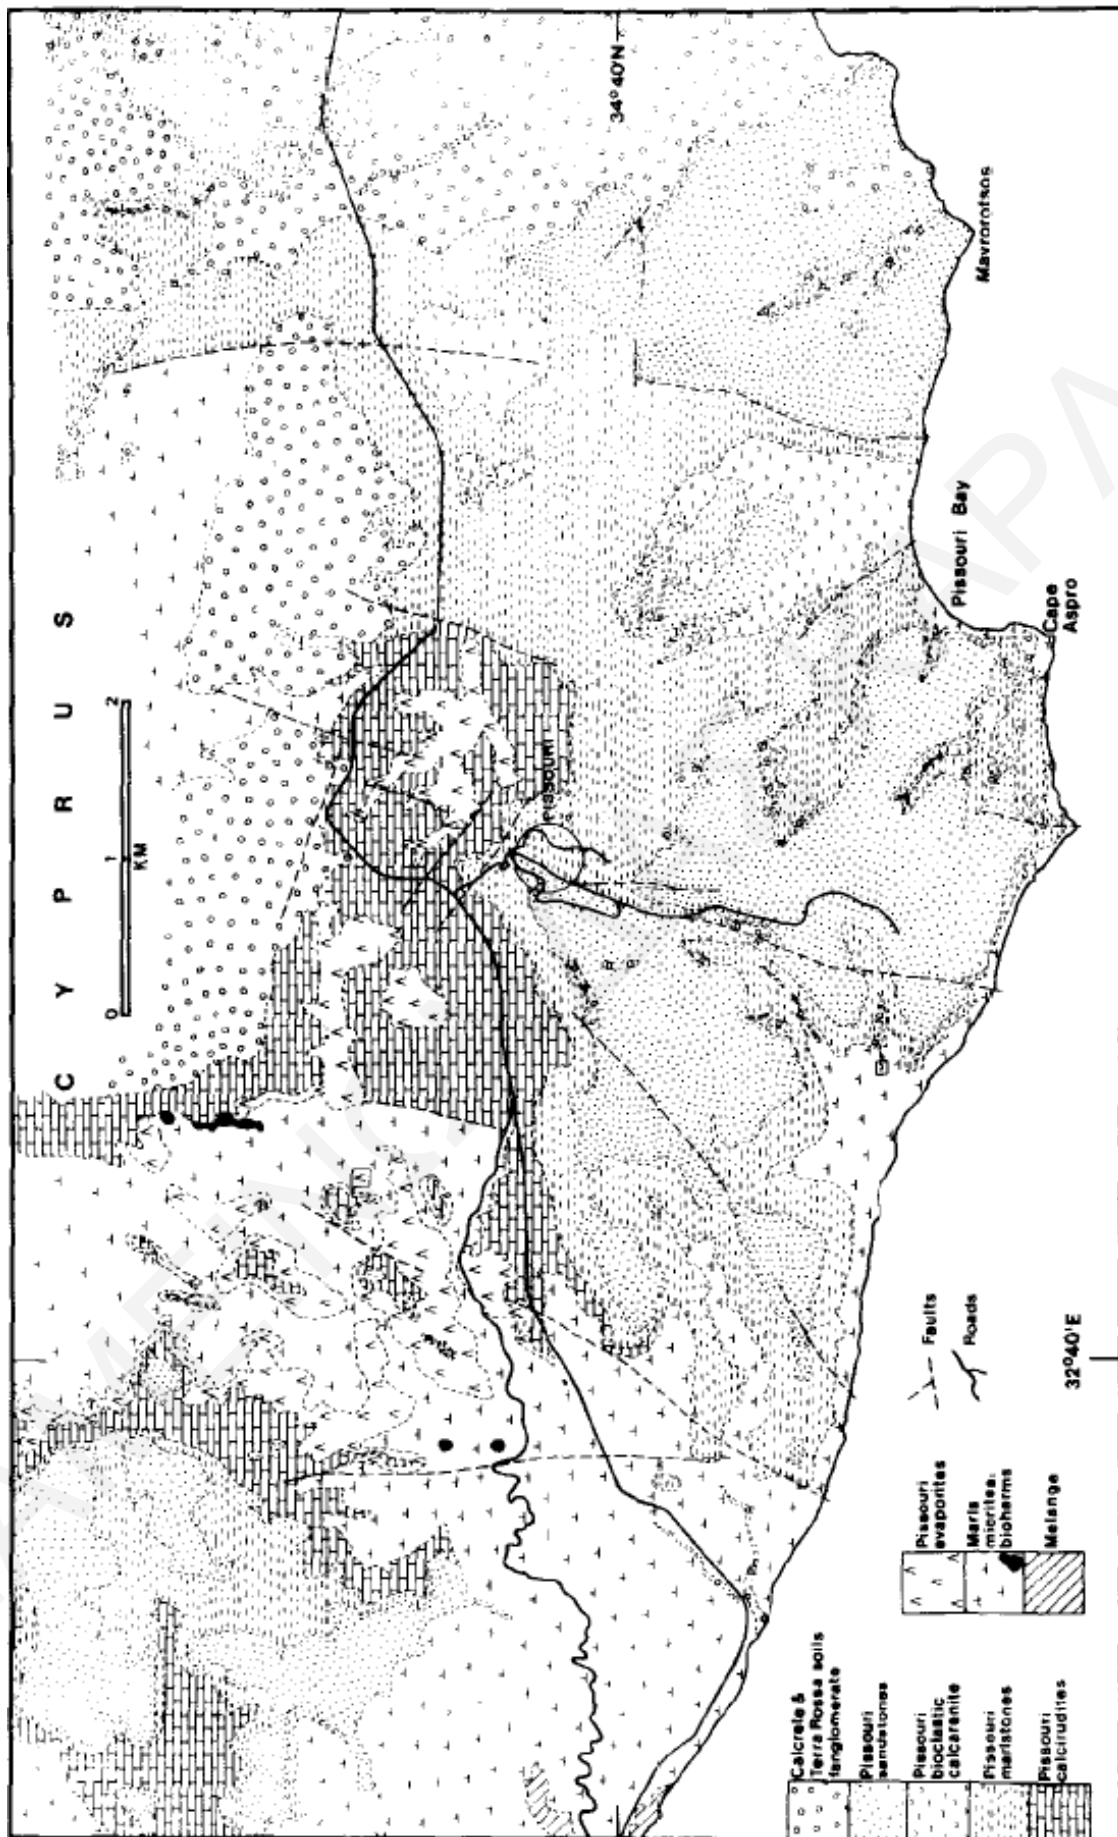 CYPRUS
0 1 2
KM
34°40'N
Mavrorotsos
Pissouri Bay
Cape
Aspro
PISSOURI
32°40'E
Faults
Roads
Pissouri
evaporites
Marls
micrites
bioherms
Melange
Calcrete &
Terra Rossa soils
fanglomerate
Pissouri
sandstones
Pissouri
bioclastic
calcarenite
Pissouri
marlstones
Pissouri
calcirudites